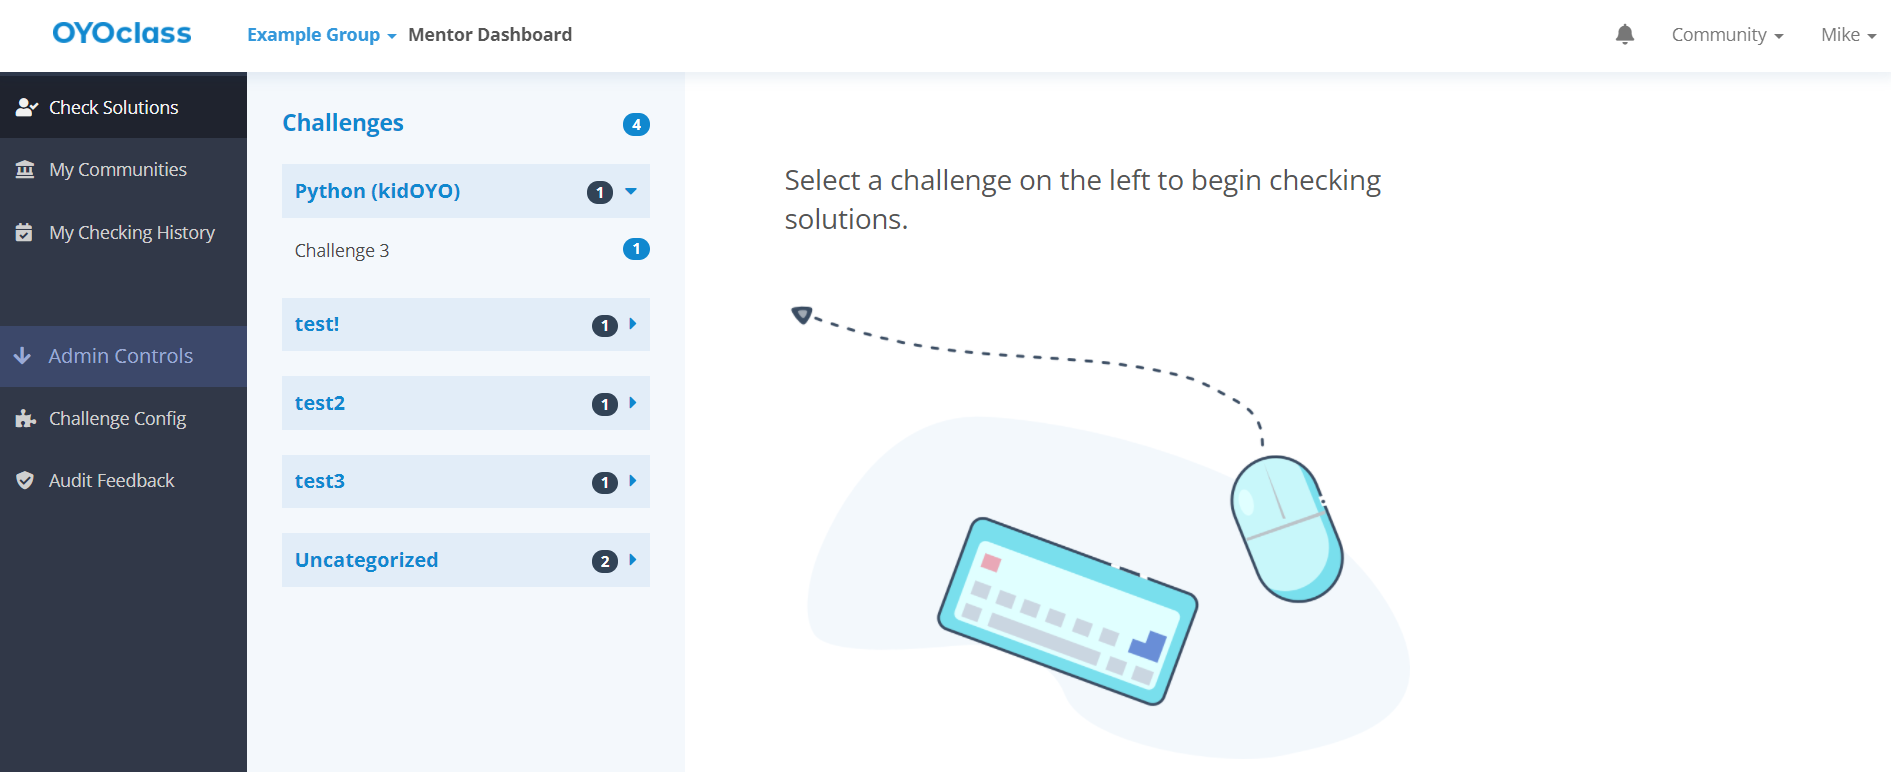 OYOclass
Example Group Mentor Dashboard
Community
Mike
Check Solutions
My Communities
My Checking History
Admin Controls
Challenge Config
Audit Feedback
Challenges 4
Python (kidOYO) 1
Challenge 3 1
test! 1
test2 1
test3 1
Uncategorized 2
Select a challenge on the left to begin checking
solutions.